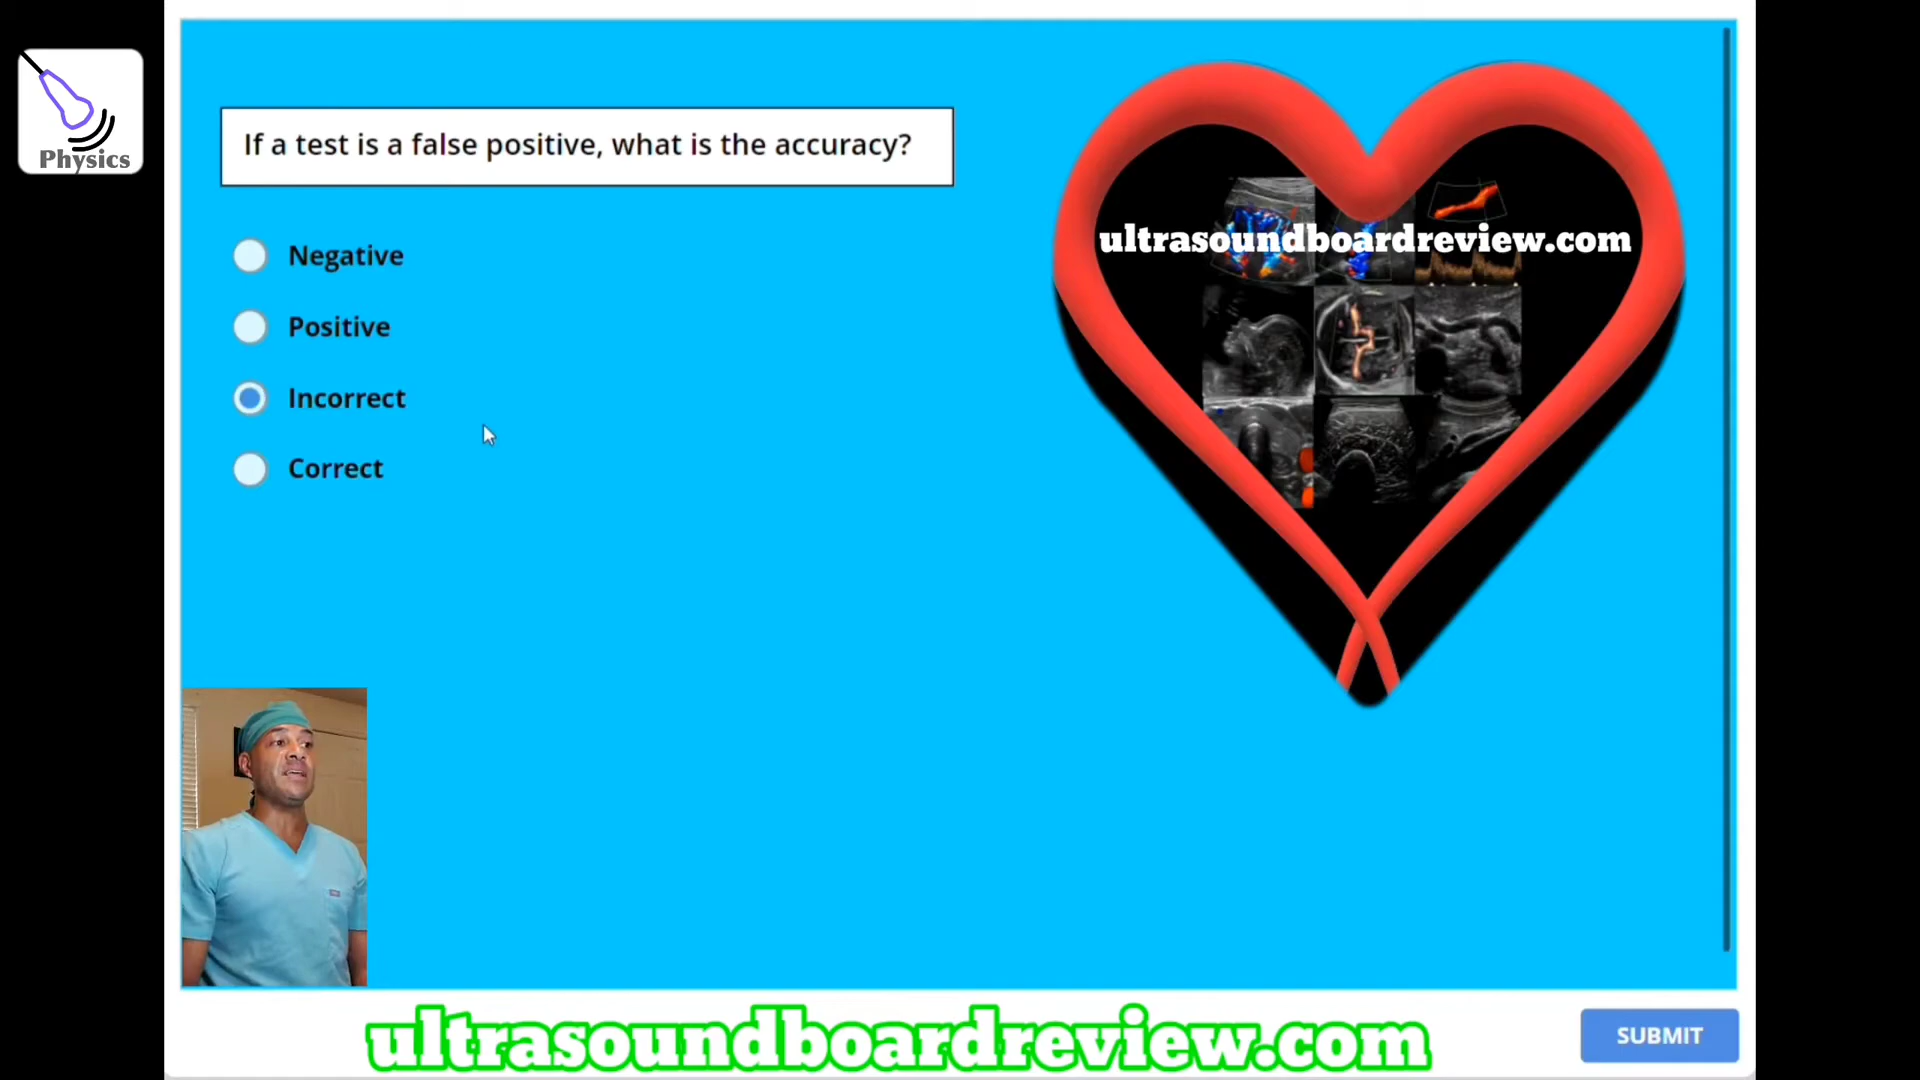 Physics
If a test is a false positive, what is the accuracy?
Negative
Positive
Incorrect
Correct
ultrasoundboardreview.com
ultrasoundboardreview.com
SUBMIT